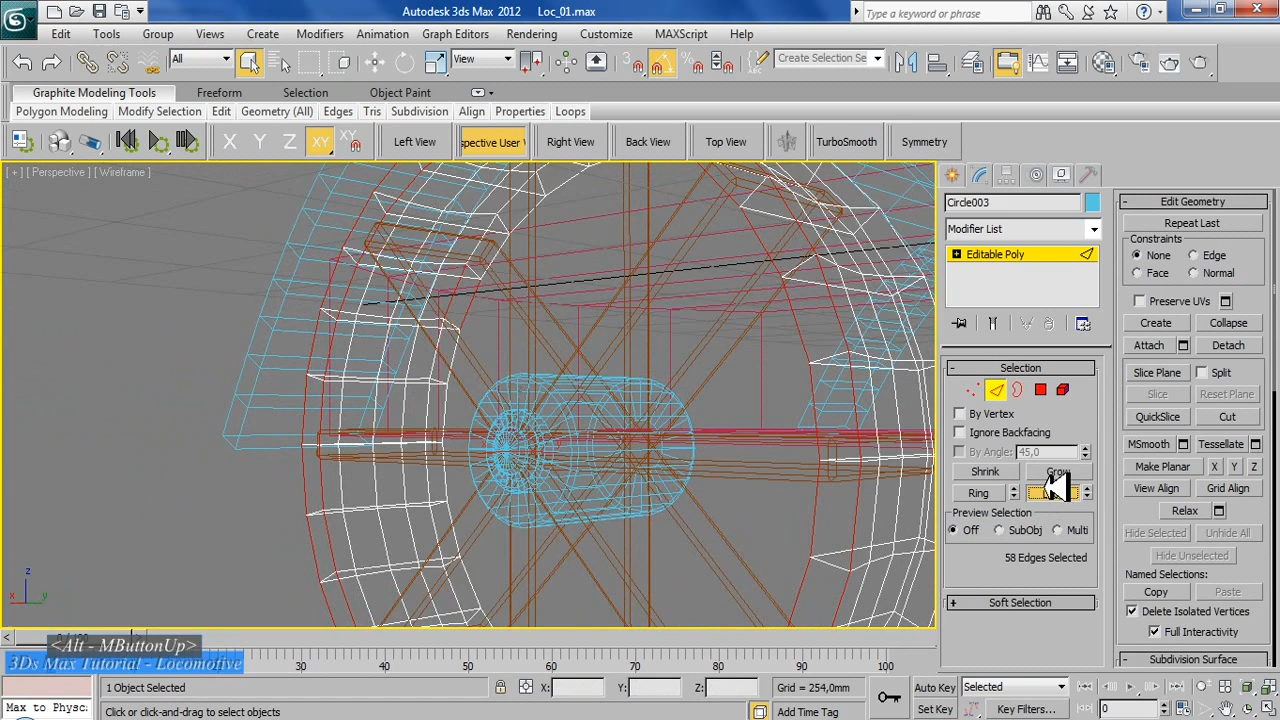 Autodesk 3ds Max 2012 Loc_01.max
Type a keyword or phrase
Edit Tools Group Views Create Modifiers Animation Graph Editors Rendering Customize MAXScript Help
All View 3 Create Selection Se
Graphite Modeling Tools Freeform Selection Object Paint
Polygon Modeling Modify Selection Edit Geometry (All) Edges Tris Subdivision Align Properties Loops
X Y Z XY XY Left View spective User V Right View Back View Top View TurboSmooth Symmetry
[ + ] [ Perspective ] [ Wireframe ]
Circle003
Modifier List
Editable Poly
- Selection
By Vertex
Ignore Backfacing
By Angle: 45,0
Shrink Grow
Ring
Preview Selection
Off SubObj Multi
58 Edges Selected
+ Soft Selection
- Edit Geometry
Repeat Last
Constraints
None Edge
Face Normal
Preserve UVs
Create Collapse
Attach Detach
Slice Plane Split
Slice Reset Plane
QuickSlice Cut
MSmooth Tessellate
Make Planar X Y Z
View Align Grid Align
Relax
Hide Selected Unhide All
Hide Unselected
Named Selections:
Copy Paste
Delete Isolated Vertices
Full Interactivity
- Subdivision Surface
z
x y
<Alt - MButtonUp>
3Ds Max Tutorial - Locomotive
30 40 50 60 70 80 90 100
1 Object Selected X: Y: Z: Grid = 254,0mm Auto Key Selected
Max to Physc Click or click-and-drag to select objects Add Time Tag Set Key Key Filters... 0